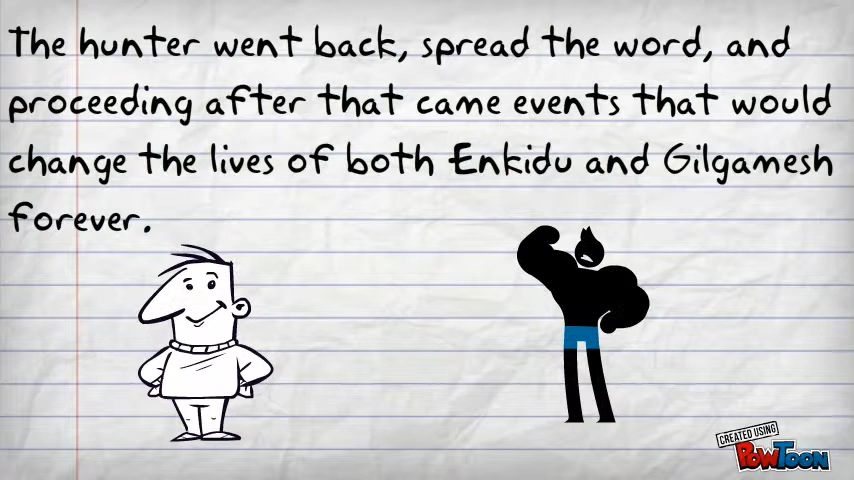 The hunter went back, spread the word, and
proceeding after that came events that would
change the lives of both Enkidu and Gilgamesh
forever.
CREATED USING
POWTOON